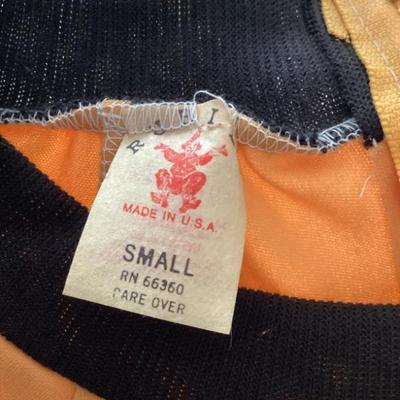 MADE IN U.S.A.
SMALL
RN 66360
CARE OVER